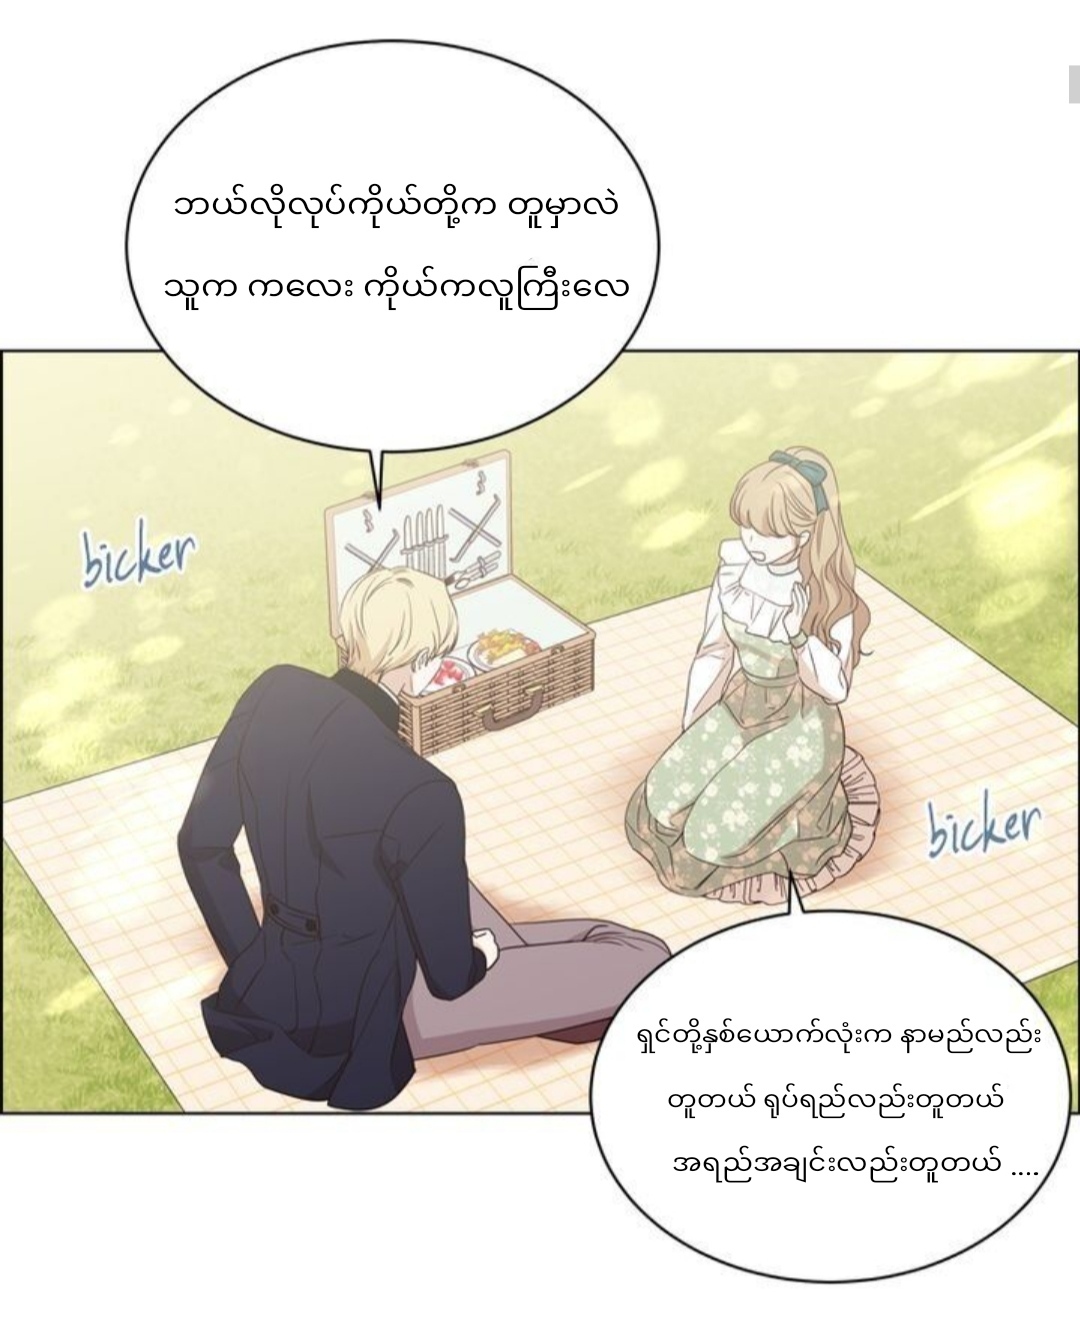 ဘယ်လိုလုပ်ကိုယ်တို့က တူမှာလဲ
သူက ကလေး ကိုယ်ကလူကြီးလေ
bicker
bicker
ရှင်တို့နှစ်ယောက်လုံးက နာမည်လည်း
တူတယ် ရုပ်ရည်လည်းတူတယ်
အရည်အချင်းလည်းတူတယ် ....